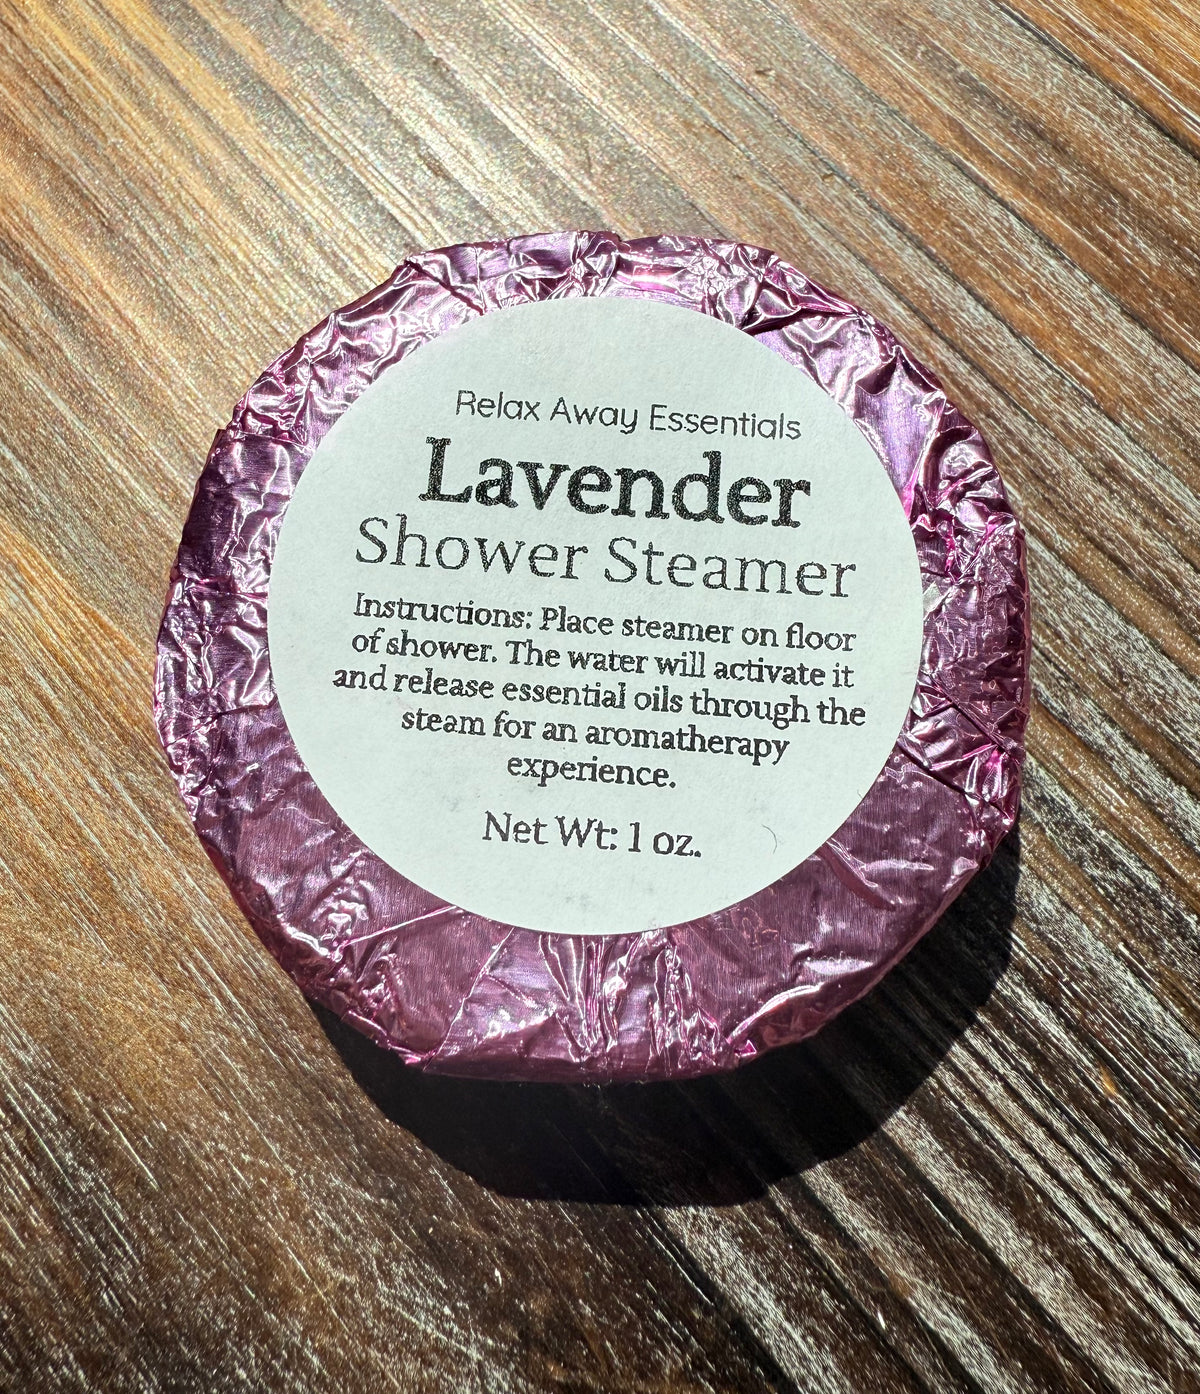 Relax Away Essentials
Lavender
Shower Steamer
Instructions: Place steamer on floor
of shower. The water will activate it
and release essential oils through the
steam for an aromatherapy
experience.
Net Wt: 1 oz.